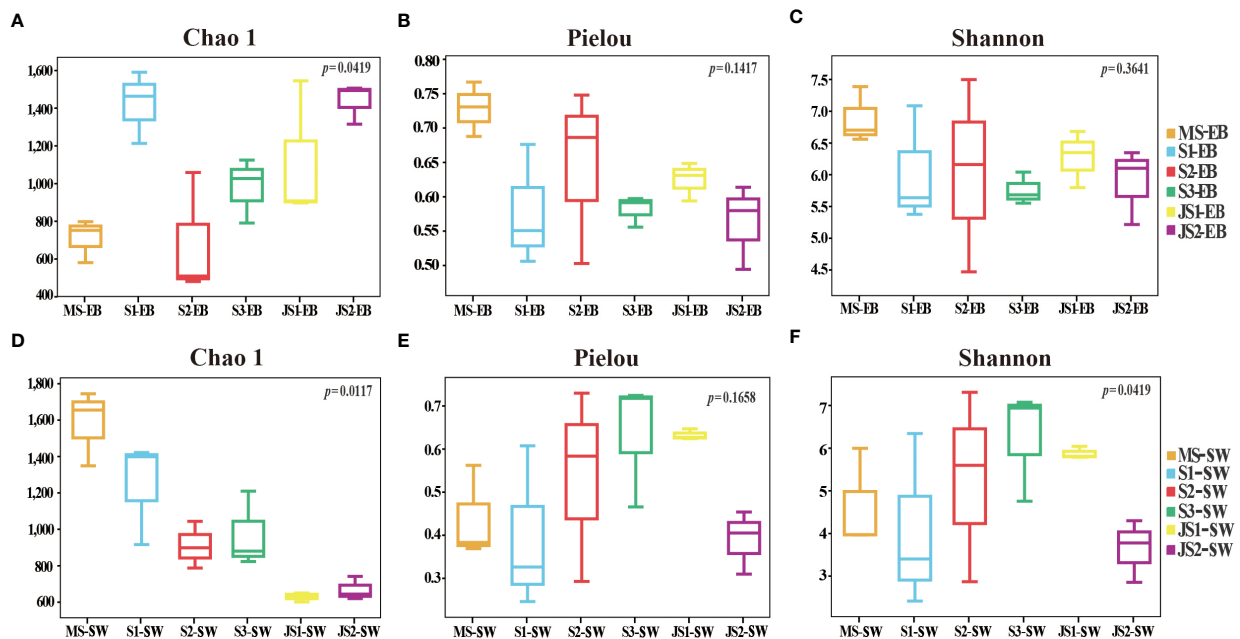 A
Chao 1
p=0.0419
1,600
1,400
1,200
1,000
800
600
400
MS-EB S1-EB S2-EB S3-EB JS1-EB JS2-EB
B
Pielou
p=0.1417
0.80
0.75
0.70
0.65
0.60
0.55
0.50
MS-EB S1-EB S2-EB S3-EB JS1-EB JS2-EB
C
Shannon
p=0.3641
7.5
7.0
6.5
6.0
5.5
5.0
4.5
MS-EB S1-EB S2-EB S3-EB JS1-EB JS2-EB
MS-EB
S1-EB
S2-EB
S3-EB
JS1-EB
JS2-EB
D
Chao 1
p=0.0117
1,800
1,600
1,400
1,200
1,000
800
600
MS-SW S1-SW S2-SW S3-SW JS1-SW JS2-SW
E
Pielou
p=0.1658
0.7
0.6
0.5
0.4
0.3
MS-SW S1-SW S2-SW S3-SW JS1-SW JS2-SW
F
Shannon
p=0.0419
7
6
5
4
3
MS-SW S1-SW S2-SW S3-SW JS1-SW JS2-SW
MS-SW
S1-SW
S2-SW
S3-SW
JS1-SW
JS2-SW